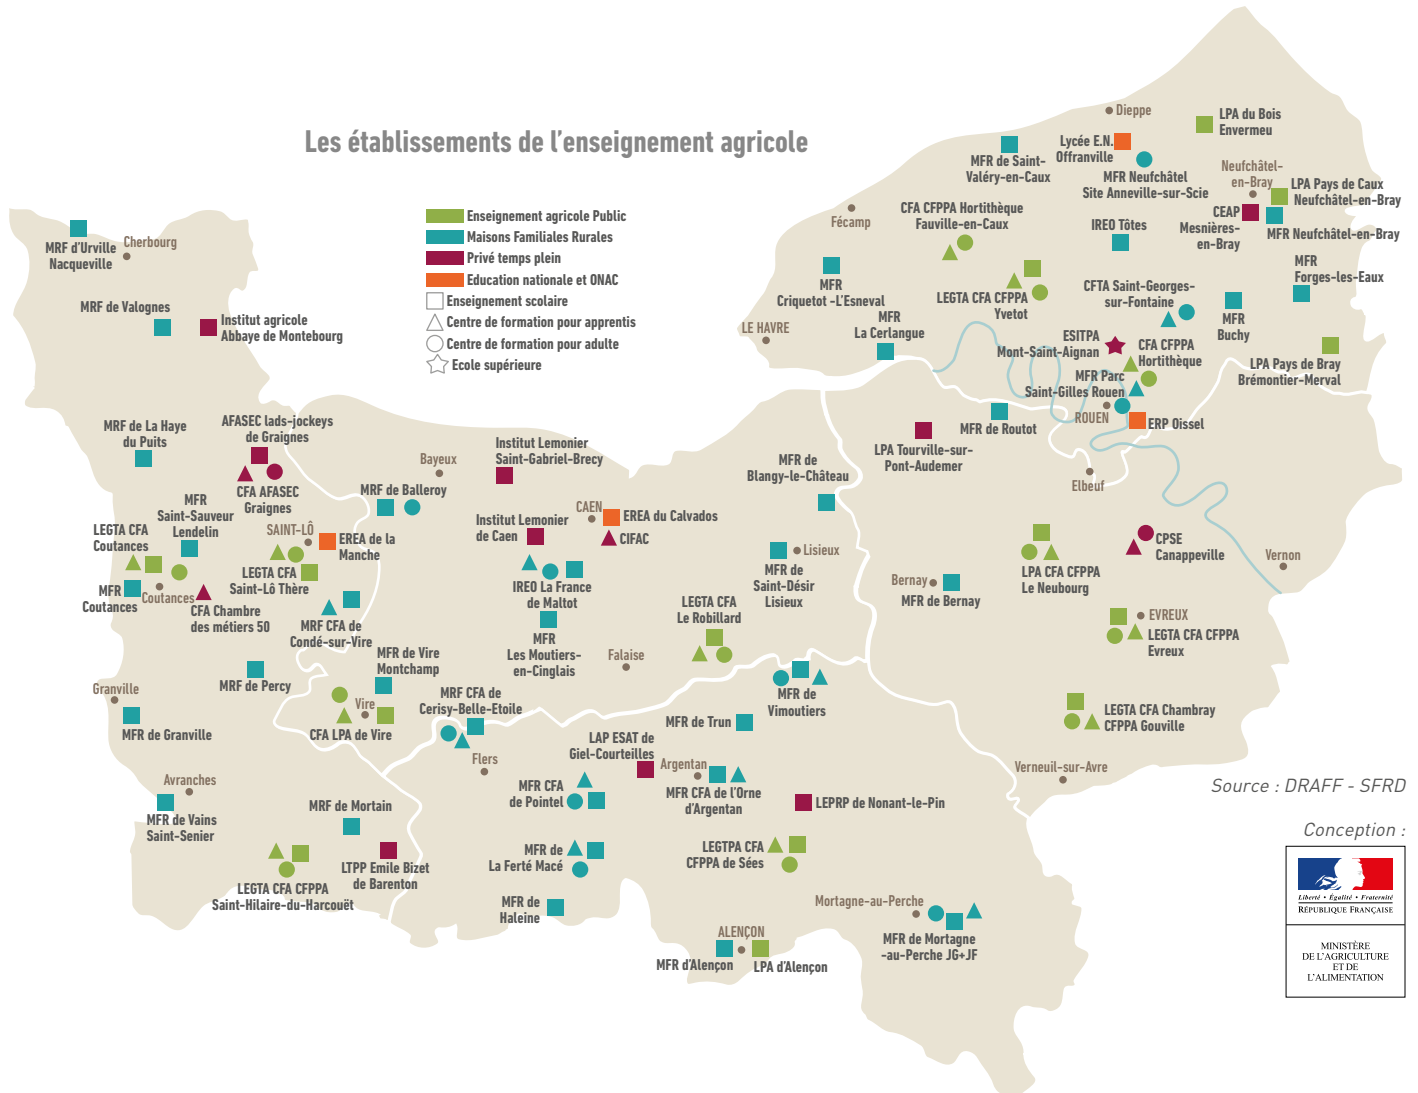 Les établissements de l'enseignement agricole
Enseignement agricole Public
Maisons Familiales Rurales
Privé temps plein
Education nationale et ONAC
Enseignement scolaire
Centre de formation pour apprentis
Centre de formation pour adulte
Ecole supérieure
MRF d'Urville
Nacqueville
Cherbourg
MRF de Valognes
Institut agricole
Abbaye de Montebourg
MRF de La Haye
du Puits
AFASEC lads-jockeys
de Graignes
CFA AFASEC
Graignes
MFR
Saint-Sauveur
Lendelin
LEGTA CFA
Coutances
MFR
Coutances
Coutances
CFA Chambre
des métiers 50
SAINT-LÔ
EREA de la
Manche
LEGTA CFA
Saint-Lô Thère
MRF CFA de
Condé-sur-Vire
MRF de Percy
Granville
MFR de Granville
Avranches
MFR de Vains
Saint-Senier
MRF de Mortain
LTPP Emile Bizet
de Barenton
LEGTA CFA CFPPA
Saint-Hilaire-du-Harcouët
Bayeux
MRF de Balleroy
Institut Lemonier
Saint-Gabriel-Brecy
CAEN
EREA du Calvados
CIFAC
Institut Lemonier
de Caen
IREO La France
de Maltot
MFR
Les Moutiers-
en-Cinglais
Falaise
MFR de Vire
Montchamp
Vire
CFA LPA de Vire
MFR de
Blangy-le-Château
Lisieux
MFR de
Saint-Désir
Lisieux
LEGTA CFA
Le Robillard
MRF CFA de
Cerisy-Belle-Etoile
Flers
MFR de
Vimoutiers
MFR de Trun
LAP ESAT de
Giel-Courteilles
Argentan
MFR CFA de l'Orne
d'Argentan
MFR CFA
de Pointel
LEPRP de Nonant-le-Pin
MFR de
La Ferté Macé
LEGTPA CFA
CFPPA de Sées
MFR de
Haleine
ALENÇON
MFR d'Alençon
LPA d'Alençon
Mortagne-au-Perche
MFR de Mortagne
-au-Perche JG+JF
Dieppe
Lycée E.N.
Offranville
LPA du Bois
Envermeu
MFR de Saint-
Valéry-en-Caux
MFR Neufchâtel
Site Anneville-sur-Scie
Neufchâtel-
en-Bray
LPA Pays de Caux
Neufchâtel-en-Bray
CEAP
Mesnières-
en-Bray
MFR Neufchâtel-en-Bray
Fécamp
CFA CFPPA Hortithèque
Fauville-en-Caux
IREO Tôtes
MFR
Forges-les-Eaux
MFR
Criquetot -L'Esneval
LEGTA CFA CFPPA
Yvetot
CFTA Saint-Georges-
sur-Fontaine
MFR
Buchy
LE HAVRE
MFR
La Cerlangue
ESITPA
Mont-Saint-Aignan
CFA CFPPA
Hortithèque
LPA Pays de Bray
Brémontier-Merval
MFR Parc
Saint-Gilles Rouen
ROUEN
ERP Oissel
MFR de Routot
LPA Tourville-sur-
Pont-Audemer
Elbeuf
CPSE
Canappeville
Vernon
LPA CFA CFPPA
Le Neubourg
Bernay
MFR de Bernay
EVREUX
LEGTA CFA CFPPA
Evreux
LEGTA CFA Chambray
CFPPA Gouville
Verneuil-sur-Avre
Source : DRAFF - SFRD
Conception :
Liberté • Égalité • Fraternité
RÉPUBLIQUE FRANÇAISE
MINISTÈRE
DE L'AGRICULTURE
ET DE
L'ALIMENTATION